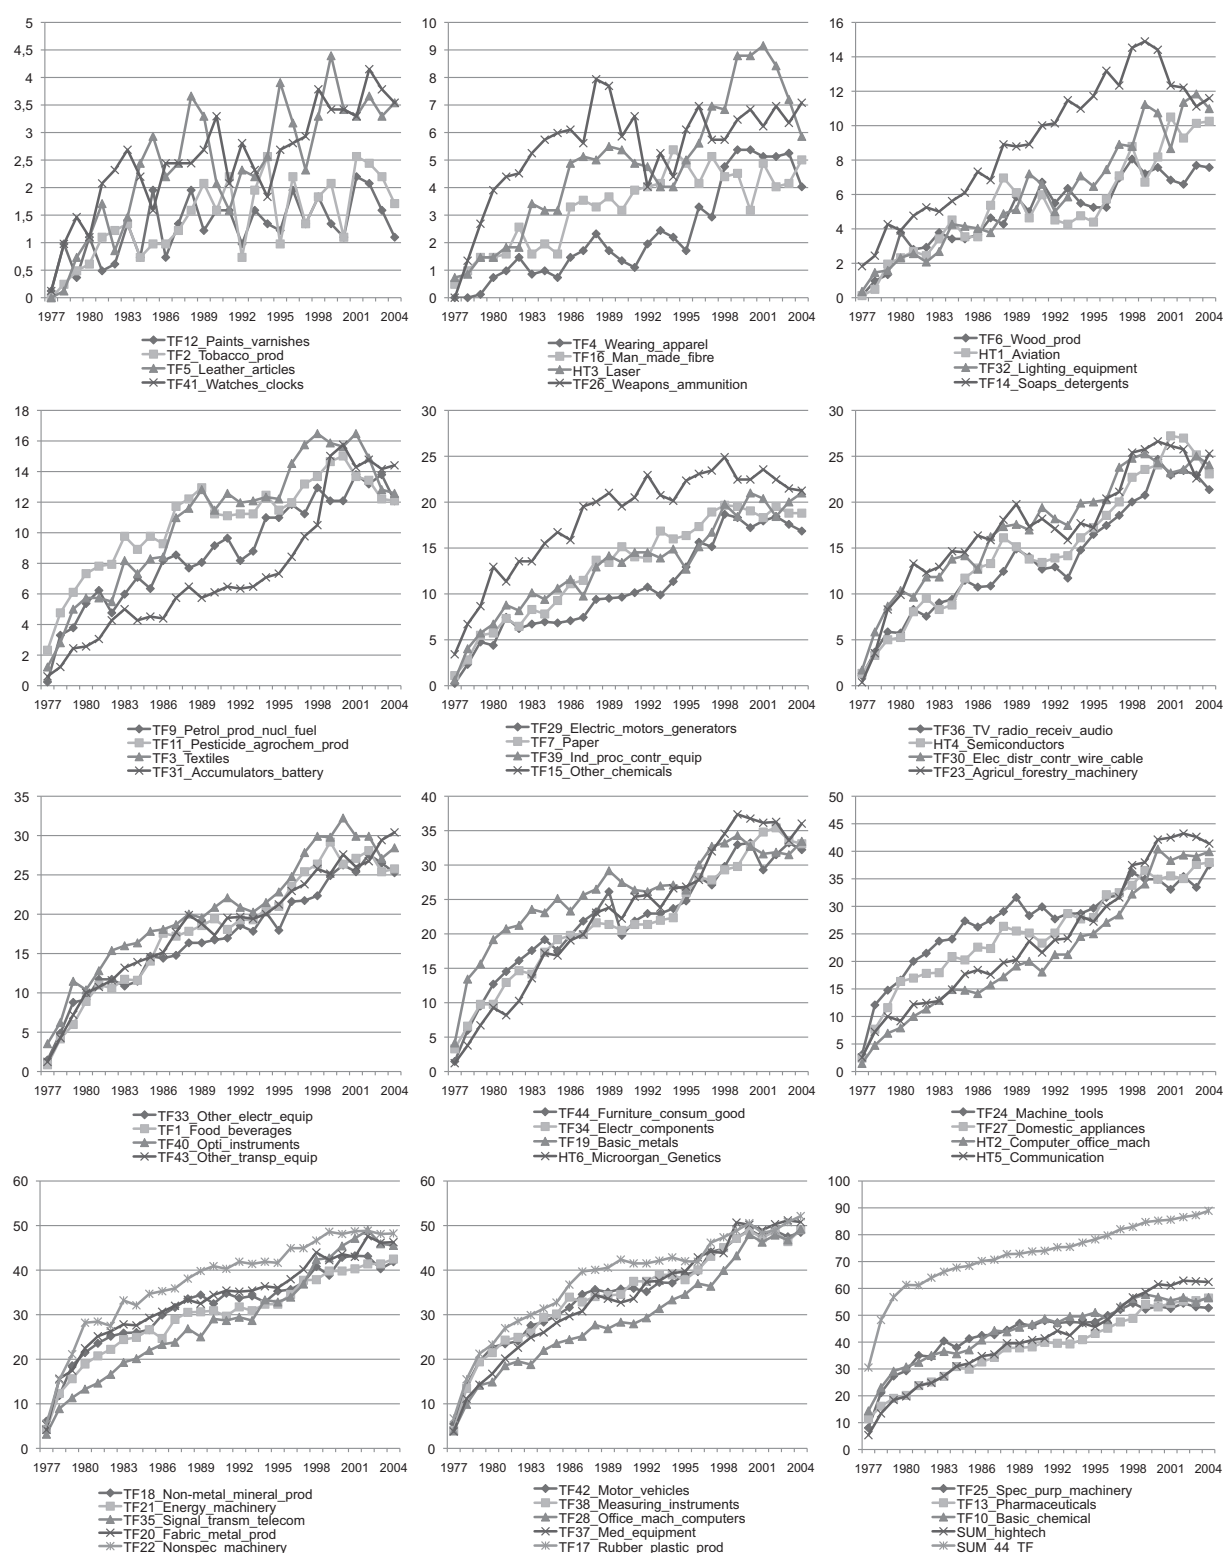 5
4,5
4
3,5
3
2,5
2
1,5
1
0,5
0
1977 1980 1983 1986 1989 1992 1995 1998 2001 2004
TF12_Paints_varnishes
TF2_Tobacco_prod
TF5_Leather_articles
TF41_Watches_clocks
10
9
8
7
6
5
4
3
2
1
0
1977 1980 1983 1986 1989 1992 1995 1998 2001 2004
TF4_Wearing_apparel
TF16_Man_made_fibre
HT3_Laser
TF26_Weapons_ammunition
16
14
12
10
8
6
4
2
0
1977 1980 1983 1986 1989 1992 1995 1998 2001 2004
TF6_Wood_prod
HT1_Aviation
TF32_Lighting_equipment
TF14_Soaps_detergents
18
16
14
12
10
8
6
4
2
0
1977 1980 1983 1986 1989 1992 1995 1998 2001 2004
TF9_Petrol_prod_nucl_fuel
TF11_Pesticide_agrochem_prod
TF3_Textiles
TF31_Accumulators_battery
30
25
20
15
10
5
0
1977 1980 1983 1986 1989 1992 1995 1998 2001 2004
TF29_Electric_motors_generators
TF7_Paper
TF39_Ind_proc_contr_equip
TF15_Other_chemicals
30
25
20
15
10
5
0
1977 1980 1983 1986 1989 1992 1995 1998 2001 2004
TF36_TV_radio_receiv_audio
HT4_Semiconductors
TF30_Elec_distr_contr_wire_cable
TF23_Agricul_forestry_machinery
35
30
25
20
15
10
5
0
1977 1980 1983 1986 1989 1992 1995 1998 2001 2004
TF33_Other_electr_equip
TF1_Food_beverages
TF40_Opti_instruments
TF43_Other_transp_equip
40
35
30
25
20
15
10
5
0
1977 1980 1983 1986 1989 1992 1995 1998 2001 2004
TF44_Furniture_consum_good
TF34_Electr_components
TF19_Basic_metals
HT6_Microorgan_Genetics
50
45
40
35
30
25
20
15
10
5
0
1977 1980 1983 1986 1989 1992 1995 1998 2001 2004
TF24_Machine_tools
TF27_Domestic_appliances
HT2_Computer_office_mach
HT5_Communication
60
50
40
30
20
10
0
1977 1980 1983 1986 1989 1992 1995 1998 2001 2004
TF18_Non-metal_mineral_prod
TF21_Energy_machinery
TF35_Signal_transm_telecom
TF20_Fabric_metal_prod
TF22 Nonspec machinery
60
50
40
30
20
10
0
1977 1980 1983 1986 1989 1992 1995 1998 2001 2004
TF42_Motor_vehicles
TF38_Measuring_instruments
TF28_Office_mach_computers
TF37_Med_equipment
TF17 Rubber plastic prod
100
90
80
70
60
50
40
30
20
10
0
1977 1980 1983 1986 1989 1992 1995 1998 2001 2004
TF25_Spec_purp_machinery
TF13_Pharmaceuticals
TF10_Basic_chemical
SUM_hightech
SUM 44 TF